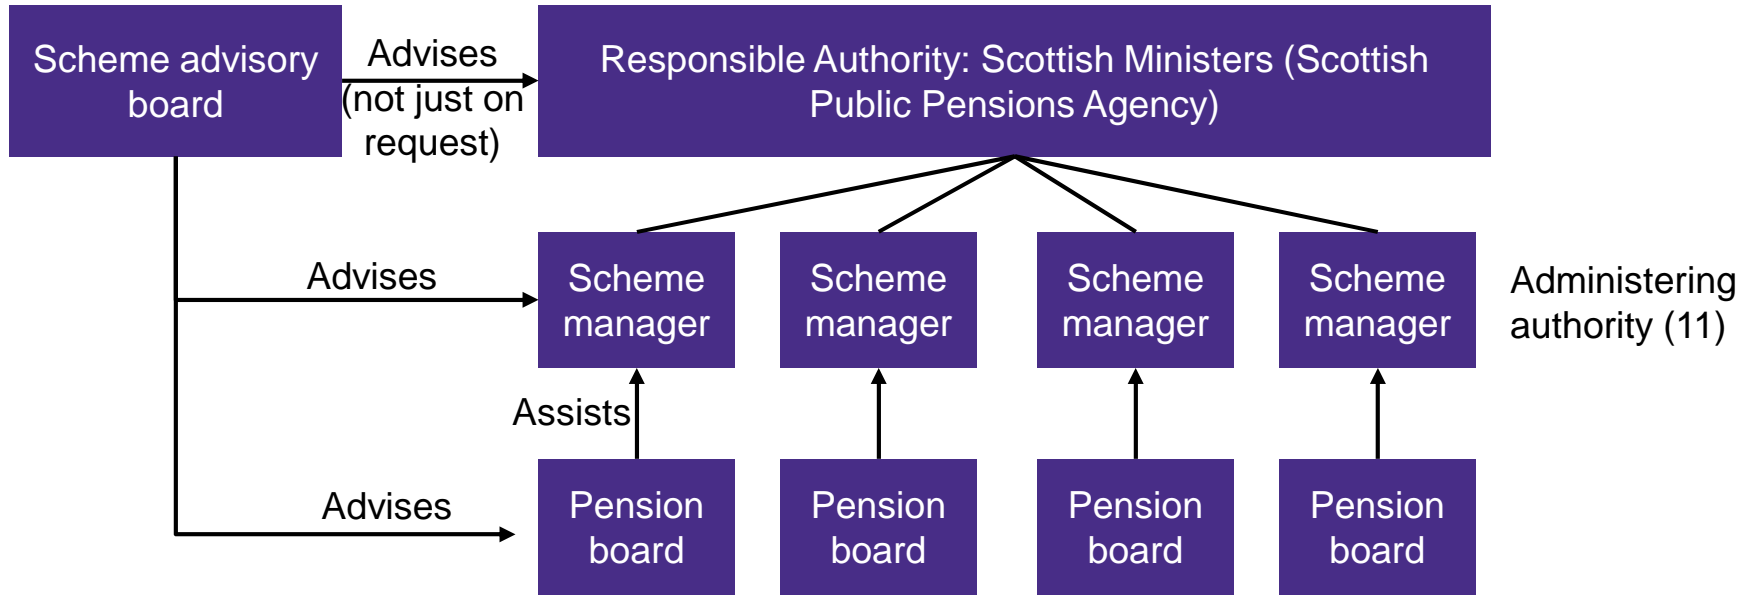 Scheme advisory
board
Advises
(not just on
request)
Responsible Authority: Scottish Ministers (Scottish
Public Pensions Agency)
Advises
Scheme
manager
Scheme
manager
Scheme
manager
Scheme
manager
Administering
authority (11)
Assists
Advises
Pension
board
Pension
board
Pension
board
Pension
board